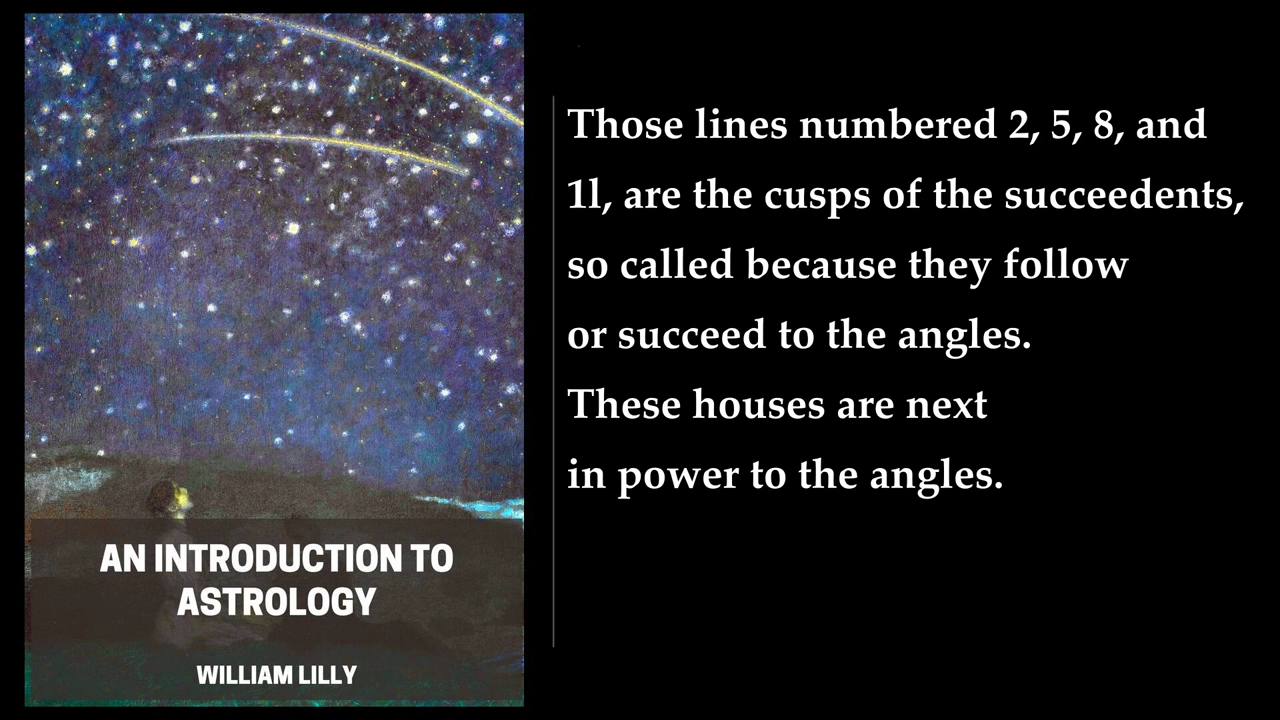 Those lines numbered 2, 5, 8, and
1l, are the cusps of the succeedents,
so called because they follow
or succeed to the angles.
These houses are next
in power to the angles.
AN INTRODUCTION TO
ASTROLOGY
WILLIAM LILLY